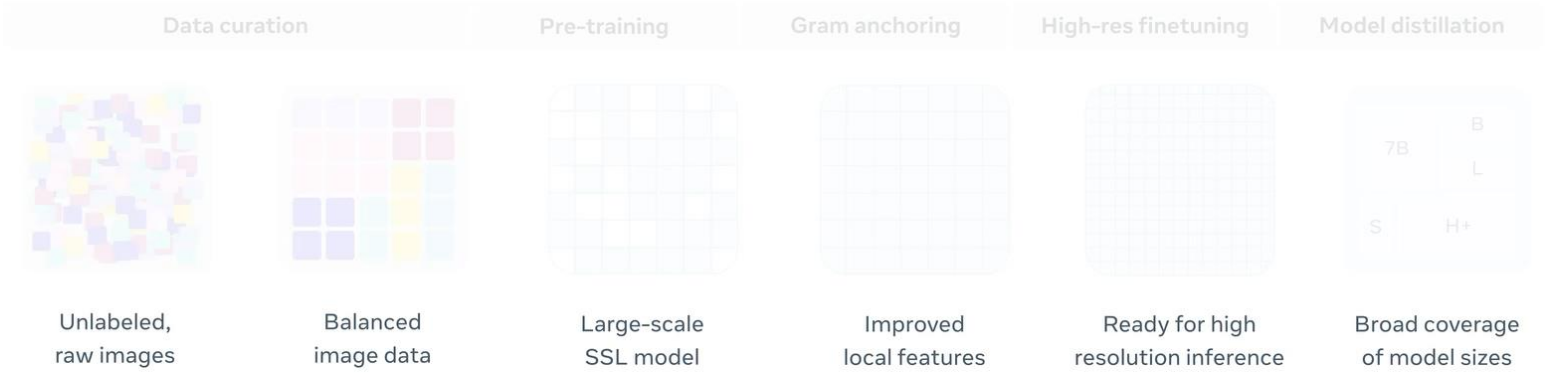 Data curation
Pre-training
Gram anchoring
High-res finetuning
Model distillation
7B
B
L
S
H+
Unlabeled,
raw images
Balanced
image data
Large-scale
SSL model
Improved
local features
Ready for high
resolution inference
Broad coverage
of model sizes